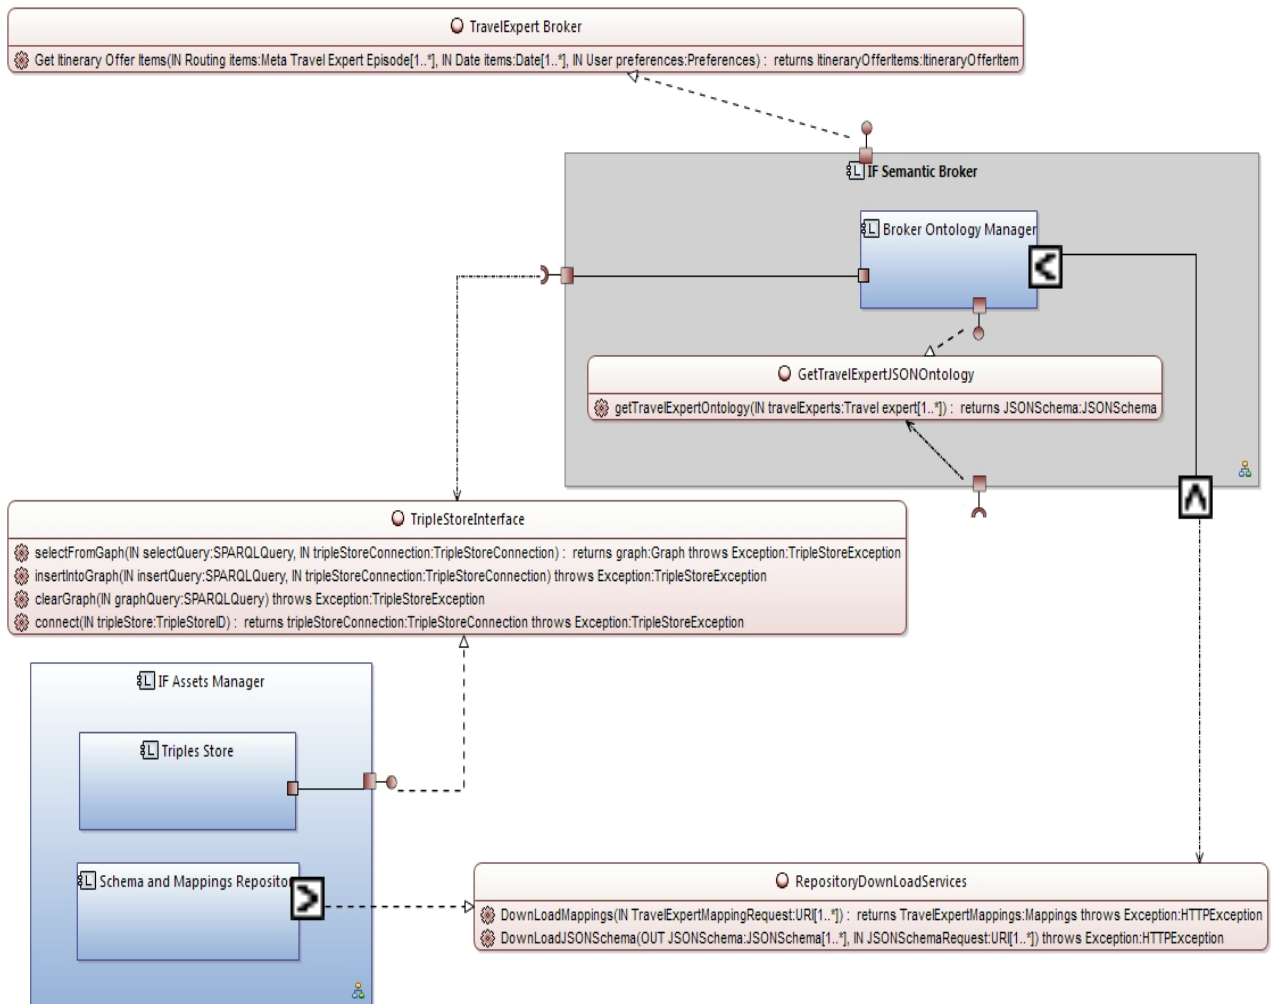 TravelExpert Broker
Get Itinerary Offer Items(IN Routing items:Meta Travel Expert Episode[1..*], IN Date items:Date[1..*], IN User preferences:Preferences) : returns ItineraryOfferItems:ItineraryOfferItem
L IF Semantic Broker
L Broker Ontology Manager
GetTravelExpertJSONOntology
getTravelExpertOntology(IN travelExperts:Travel expert[1..*]) : returns JSONSchema:JSONSchema
TripleStoreInterface
selectFromGaph(IN selectQuery:SPARQLQuery, IN tripleStoreConnection:TripleStoreConnection) : returns graph:Graph throws Exception:TripleStoreException
insertIntoGraph(IN insertQuery:SPARQLQuery, IN tripleStoreConnection:TripleStoreConnection) throws Exception:TripleStoreException
clearGraph(IN graphQuery:SPARQLQuery) throws Exception:TripleStoreException
connect(IN tripleStore:TripleStoreID) : returns tripleStoreConnection:TripleStoreConnection throws Exception:TripleStoreException
L IF Assets Manager
L Triples Store
L Schema and Mappings Reposito
RepositoryDownLoadServices
DownLoadMappings(IN TravelExpertMappingRequest:URI[1..*]) : returns TravelExpertMappings:Mappings throws Exception:HTTPException
DownLoadJSONSchema(OUT JSONSchema:JSONSchema[1..*], IN JSONSchemaRequest:URI[1..*]) throws Exception:HTTPException